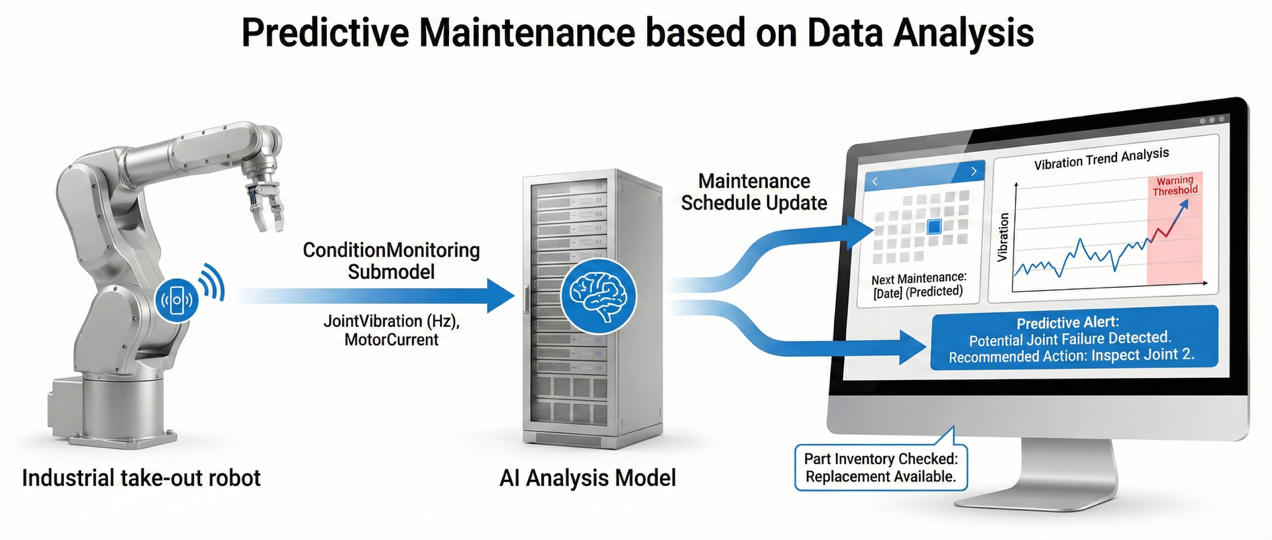 Predictive Maintenance based on Data Analysis
Industrial take-out robot
ConditionMonitoring
Submodel
JointVibration (Hz),
MotorCurrent
AI Analysis Model
Maintenance
Schedule Update
Next Maintenance:
[Date] (Predicted)
Vibration Trend Analysis
Vibration
Warning
Threshold
Predictive Alert:
Potential Joint Failure Detected.
Recommended Action: Inspect Joint 2.
Part Inventory Checked:
Replacement Available.